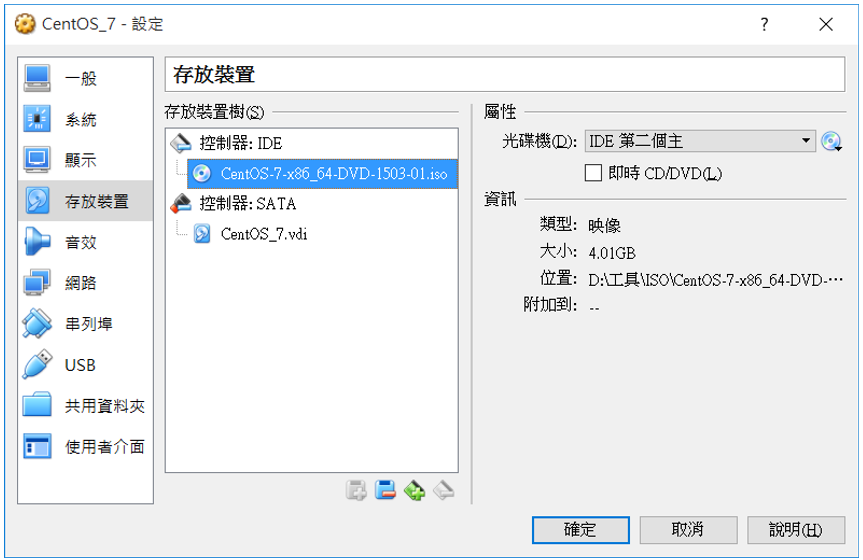 CentOS_7 - 設定
一般
系統
顯示
存放裝置
音效
網路
串列埠
USB
共用資料夾
使用者介面
存放裝置
存放裝置樹(S)
控制器: IDE
CentOS-7-x86_64-DVD-1503-01.iso
控制器: SATA
CentOS_7.vdi
屬性
光碟機(D): IDE 第二個主
即時 CD/DVD(L)
資訊
類型: 映像
大小: 4.01GB
位置: D:\工具\ISO\CentOS-7-x86_64-DVD-···
附加到: --
確定
取消
說明(H)